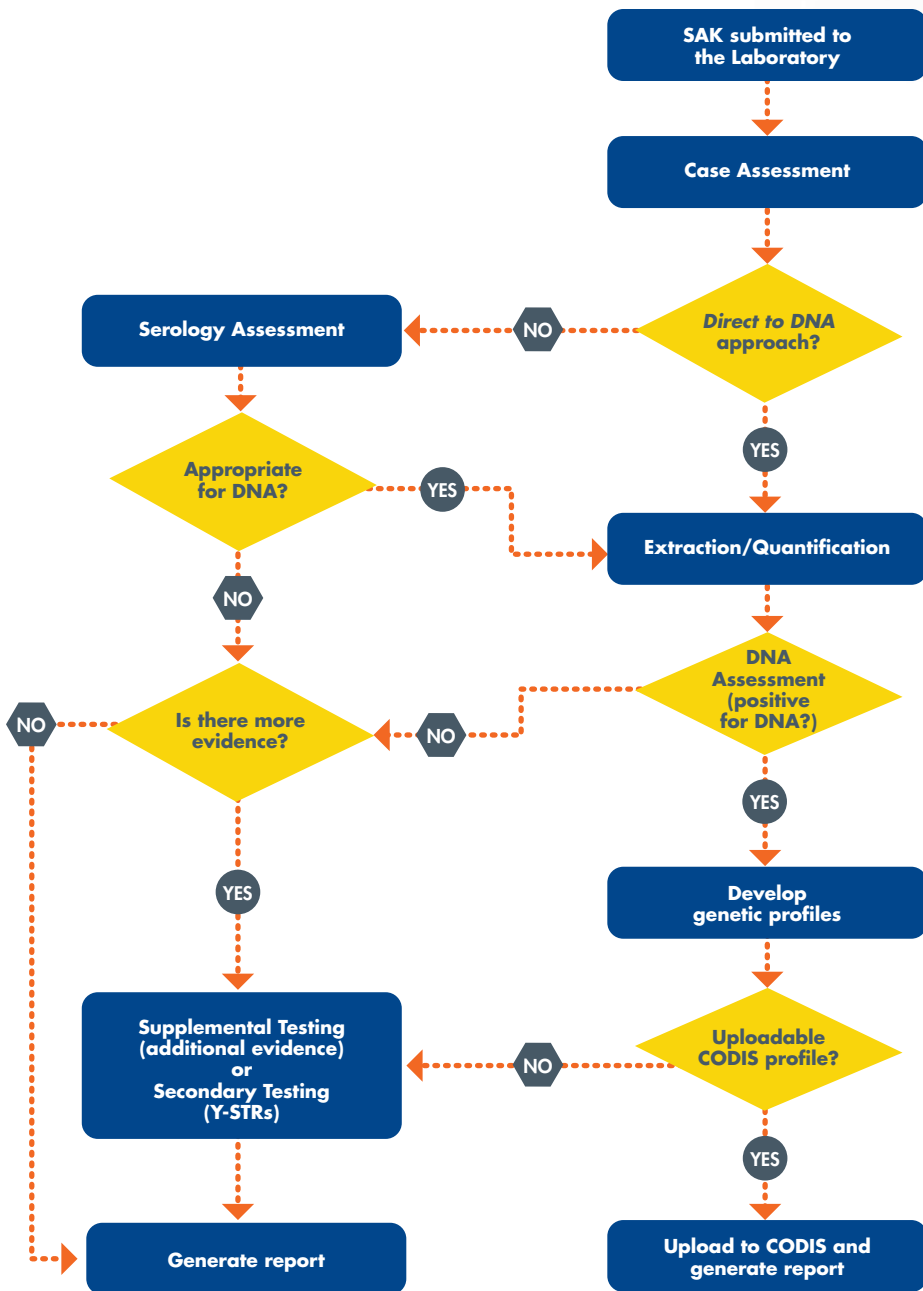 SAK submitted to
the Laboratory
Case Assessment
Direct to DNA
approach?
NO
Serology Assessment
YES
Appropriate
for DNA?
YES
Extraction/Quantification
NO
DNA
Assessment
(positive
for DNA?)
Is there more
evidence?
NO
NO
YES
YES
Develop
genetic profiles
Supplemental Testing
(additional evidence)
or
Secondary Testing
(Y-STRs)
Uploadable
CODIS profile?
NO
YES
Generate report
Upload to CODIS and
generate report